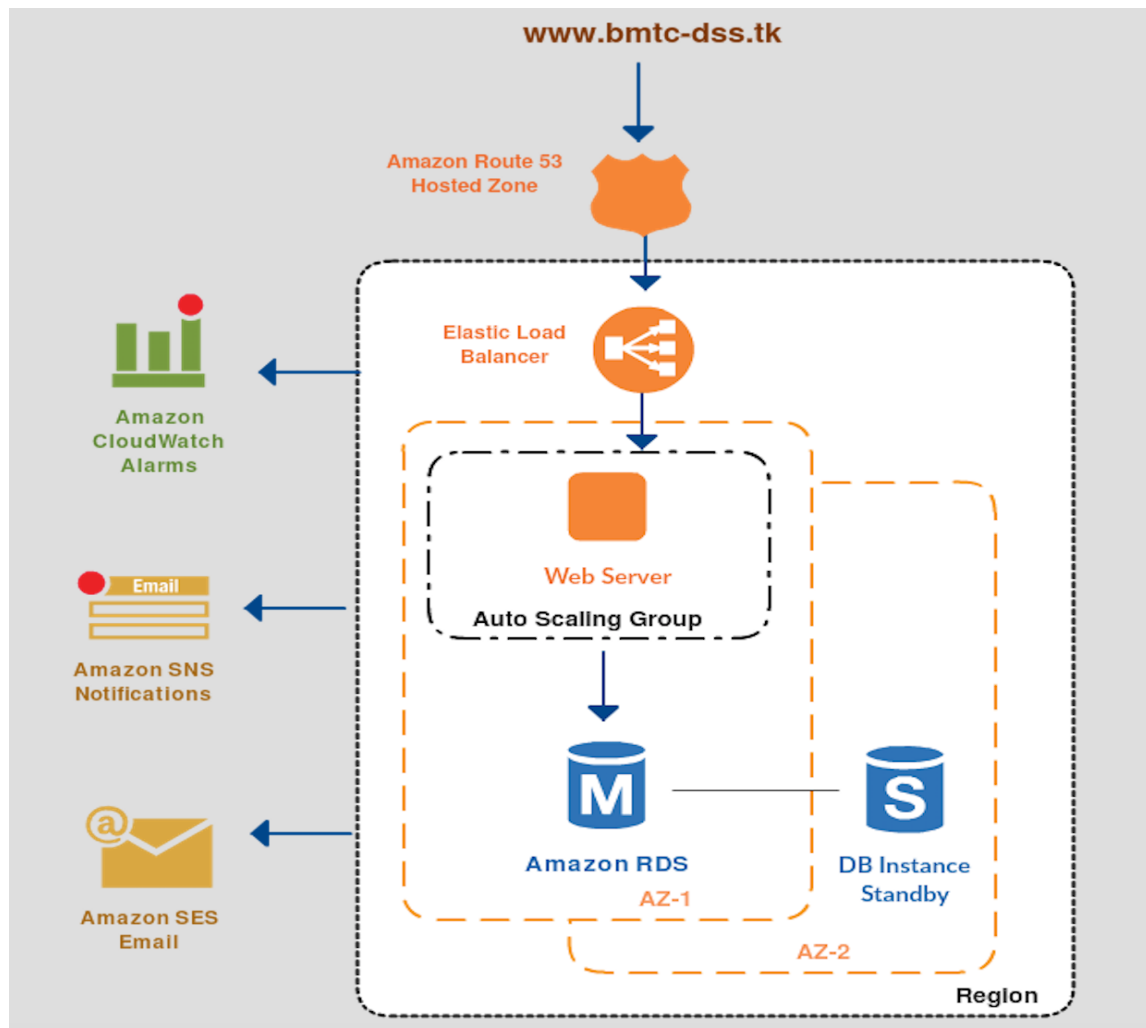 www.bmtc-dss.tk
Amazon Route 53
Hosted Zone
Elastic Load
Balancer
Amazon
CloudWatch
Alarms
Web Server
Auto Scaling Group
Email
Amazon SNS
Notifications
M
S
Amazon RDS
DB Instance
Standby
AZ-1
@
Amazon SES
Email
AZ-2
Region